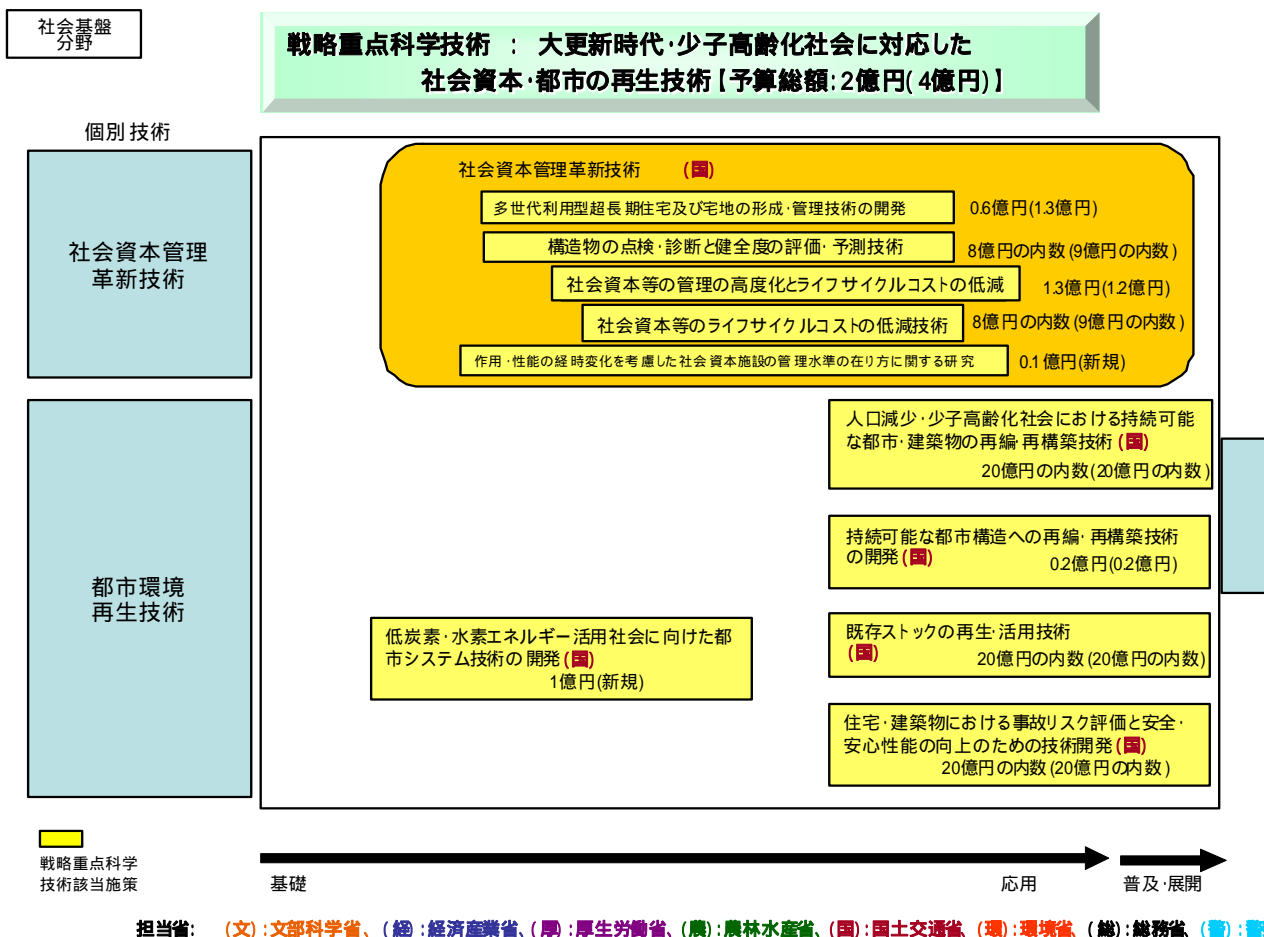 社会基盤
分野
戦略重点科学技術 ： 大更新時代・少子高齢化社会に対応した
社会資本・都市の再生技術【予算総額：2億円(4億円)】
個別技術
社会資本管理
革新技術
社会資本管理革新技術 (国)
多世代利用型超長期住宅及び宅地の形成・管理技術の開発 0.6億円(1.3億円)
構造物の点検・診断と健全度の評価・予測技術 8億円の内数(9億円の内数)
社会資本等の管理の高度化とライフサイクルコストの低減 1.3億円(1.2億円)
社会資本等のライフサイクルコストの低減技術 8億円の内数(9億円の内数)
作用・性能の経時変化を考慮した社会資本施設の管理水準の在り方に関する研究 0.1億円(新規)
都市環境
再生技術
人口減少・少子高齢化社会における持続可能
な都市・建築物の再編・再構築技術(国)
20億円の内数(20億円の内数)
持続可能な都市構造への再編・再構築技術
の開発(国) 0.2億円(0.2億円)
低炭素・水素エネルギー活用社会に向けた都
市システム技術の開発(国)
1億円(新規)
既存ストックの再生・活用技術
(国) 20億円の内数(20億円の内数)
住宅・建築物における事故リスク評価と安全・
安心性能の向上のための技術開発(国)
20億円の内数(20億円の内数)
戦略重点科学
技術該当施策
基礎 応用 普及・展開
担当省： (文)：文部科学省、(経)：経済産業省、(厚)：厚生労働省、(農)：農林水産省、(国)：国土交通省、(環)：環境省、(総)：総務省、(警)：警